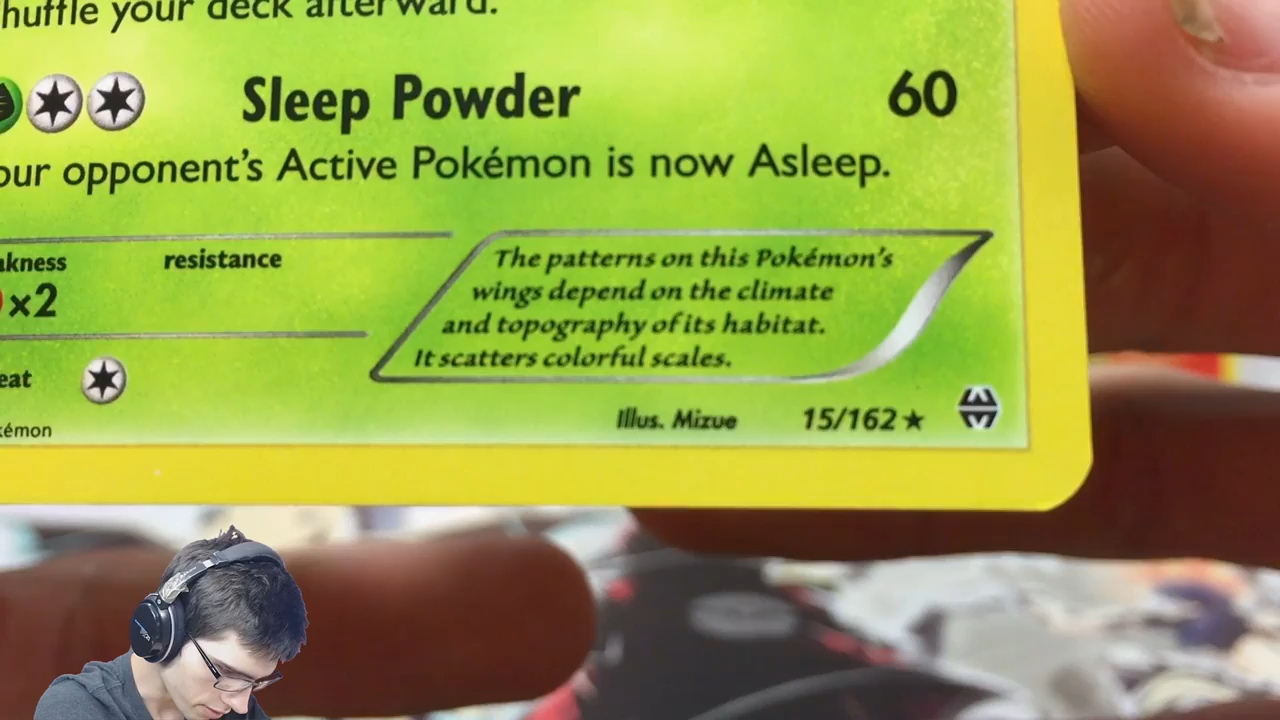 huffle your deck afterward.
Sleep Powder 60
our opponent's Active Pokémon is now Asleep.
akness resistance
x2
The patterns on this Pokémon's
wings depend on the climate
and topography of its habitat.
It scatters colorful scales.
eat
kémon
Illus. Mizue 15/162 ★